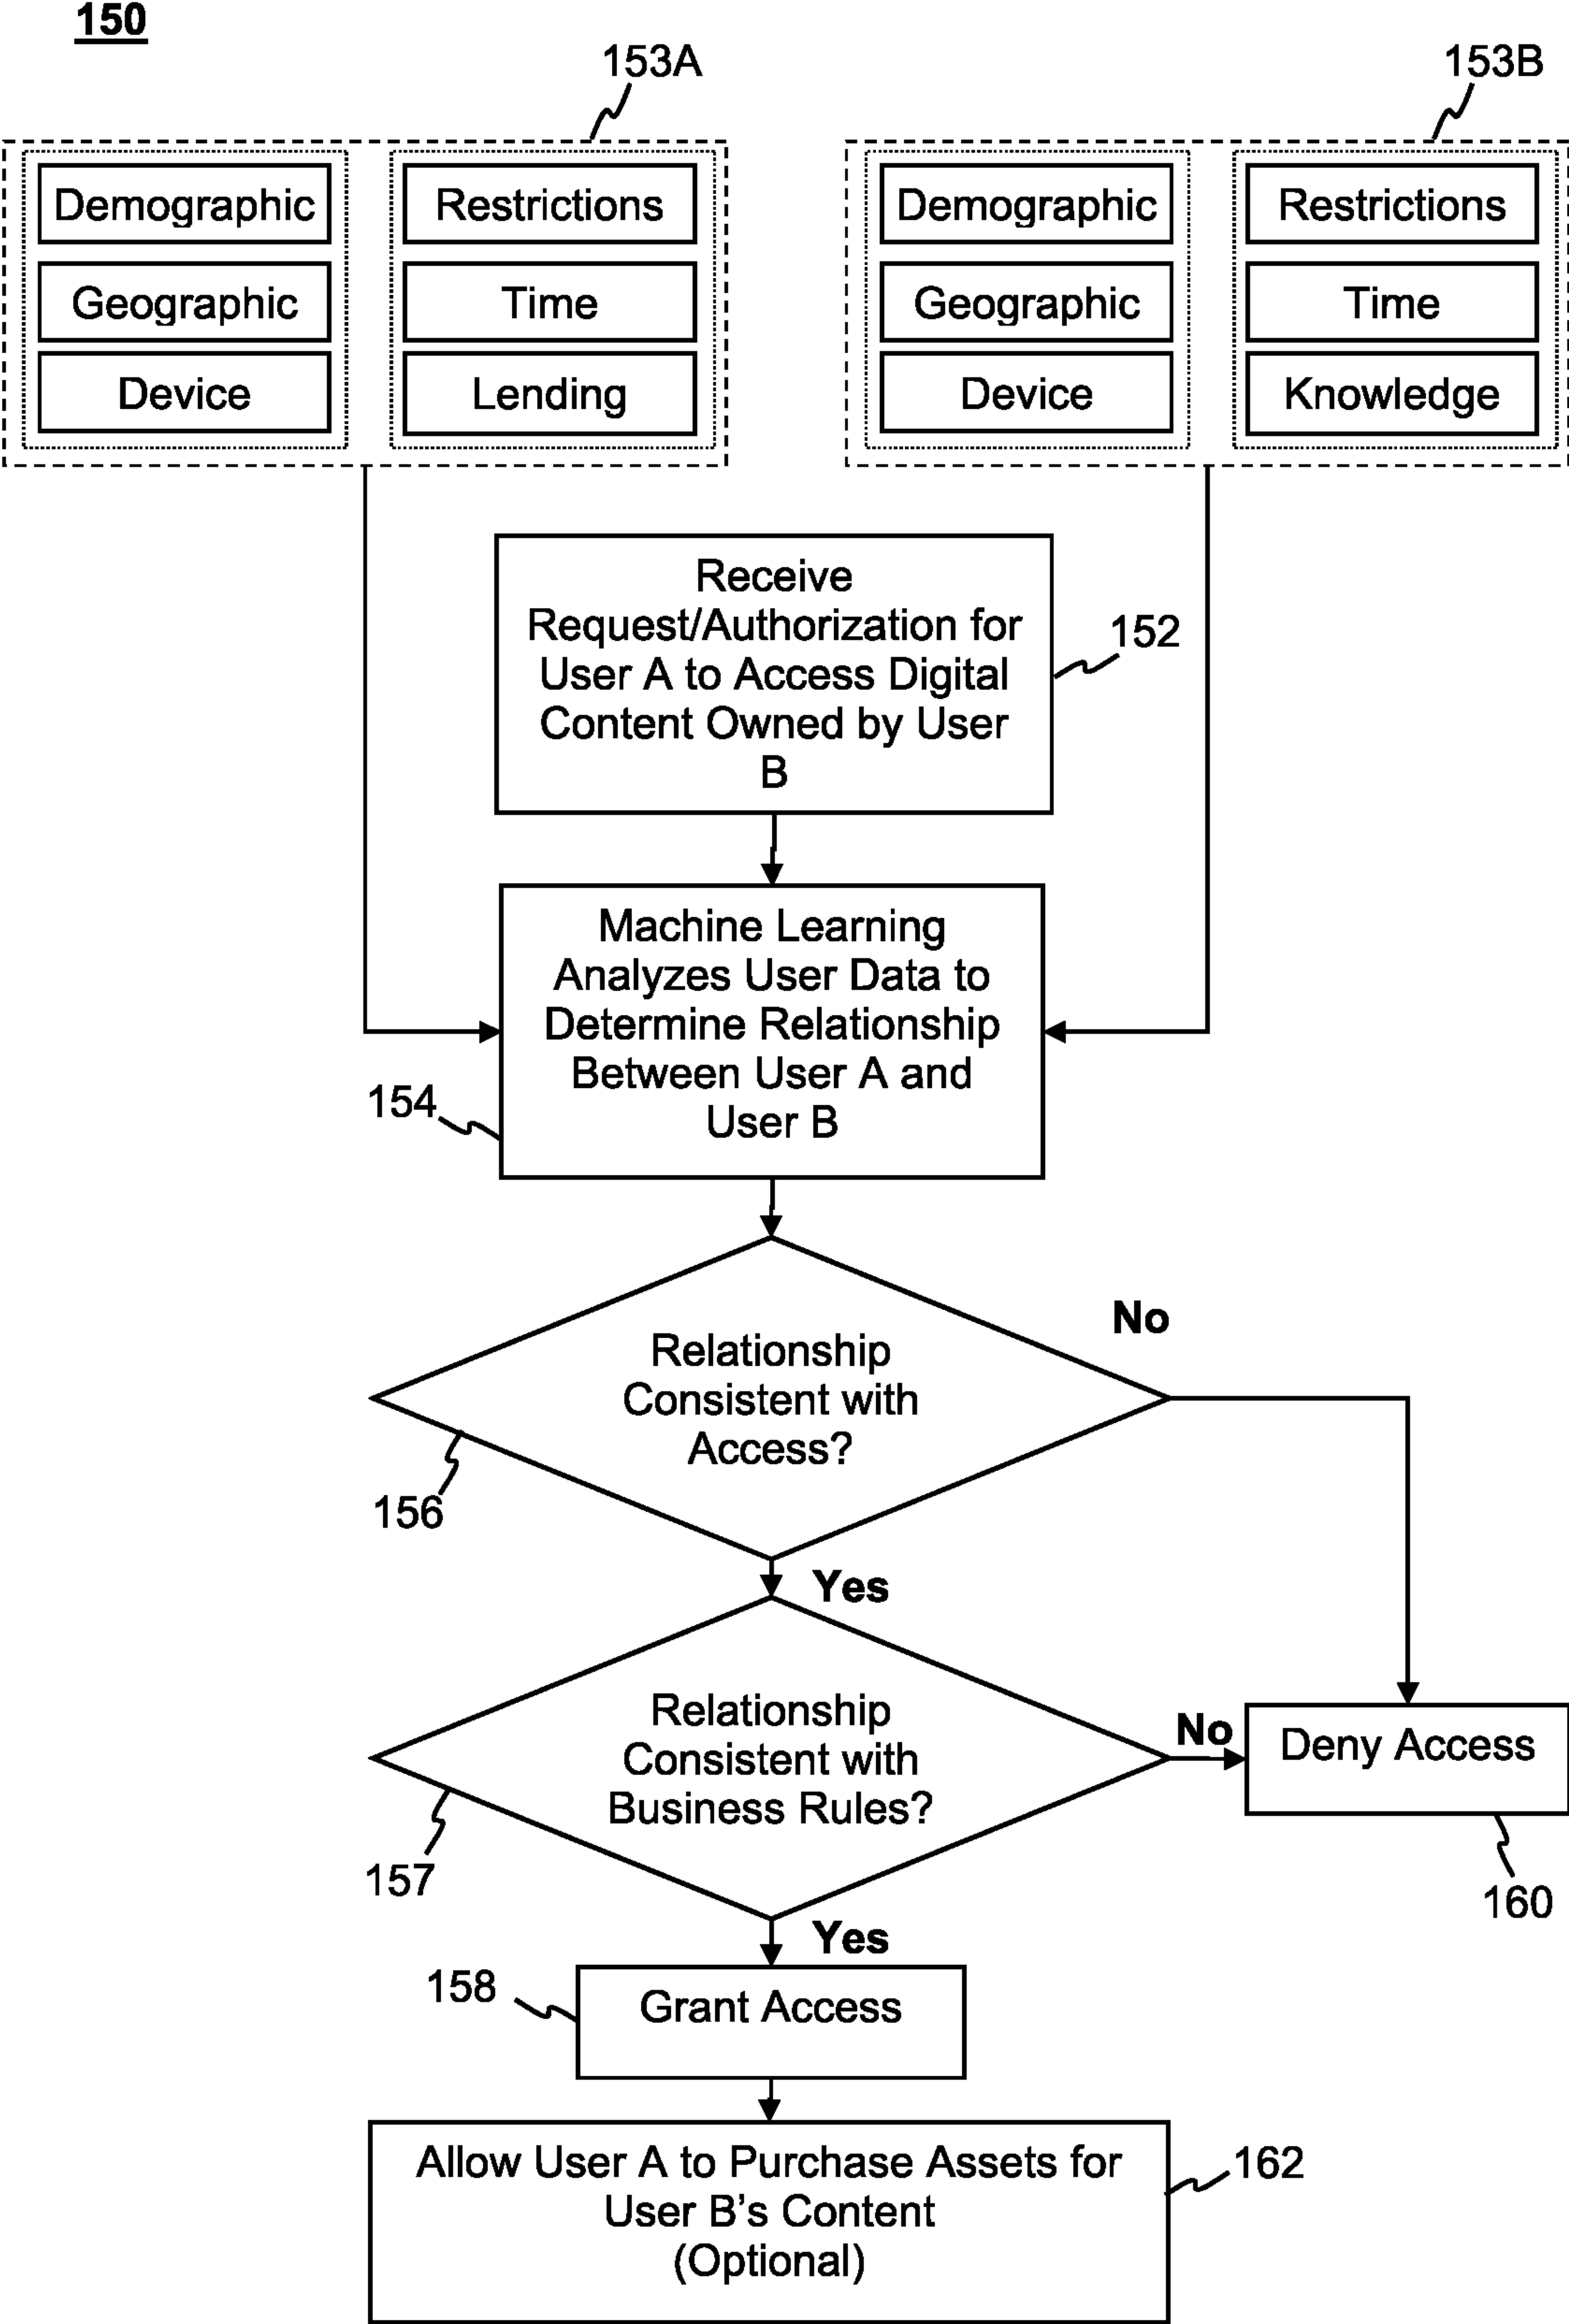 150
153A
153B
Demographic
Restrictions
Geographic
Time
Device
Lending
Demographic
Restrictions
Geographic
Time
Device
Knowledge
Receive
Request/Authorization for
User A to Access Digital
Content Owned by User
B
152
Machine Learning
Analyzes User Data to
Determine Relationship
Between User A and
User B
154
Relationship
Consistent with
Access?
No
156
Yes
Relationship
Consistent with
Business Rules?
No
Deny Access
157
160
Yes
158
Grant Access
Allow User A to Purchase Assets for
User B's Content
(Optional)
162